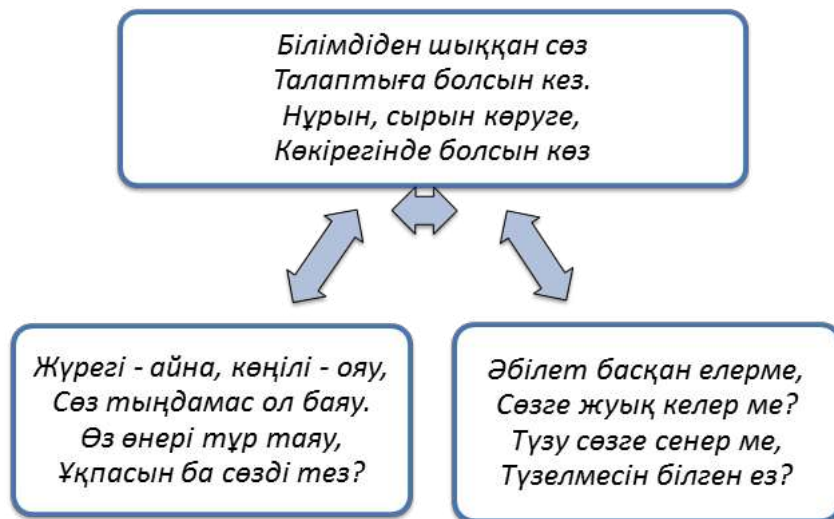 Білімдіден шыққан сөз
Талаптыға болсын кез.
Нұрын, сырын көруге,
Көкірегінде болсын көз
Жүрегі - айна, көңілі - ояу,
Сөз тыңдамас ол баяу.
Өз өнері тұр таяу,
Ұқпасын ба сөзді тез?
Әбілет басқан елерме,
Сөзге жуық келер ме?
Түзу сөзге сенер ме,
Түзелмесін білген ез?